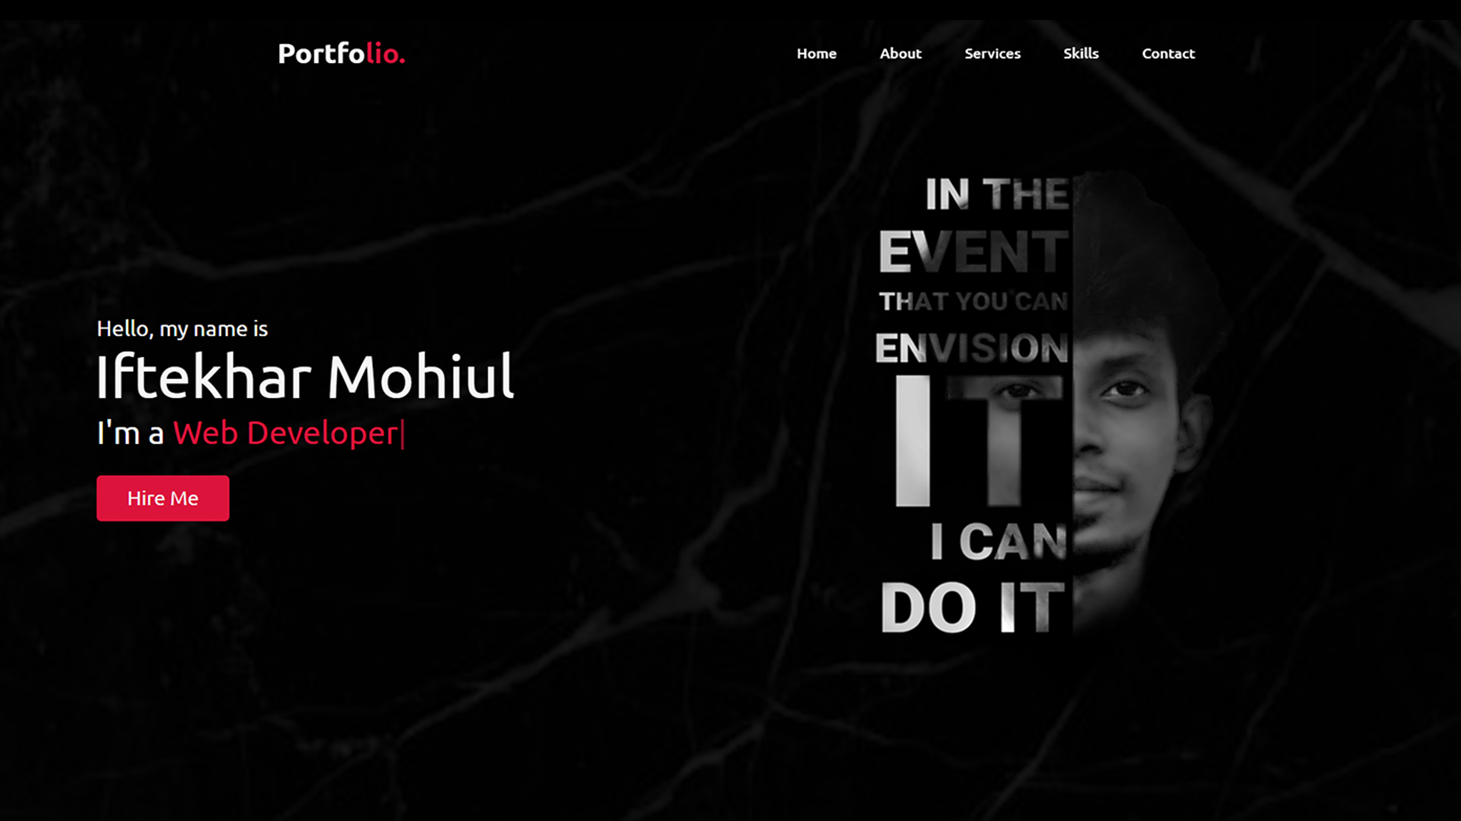 Portfolio.
Home About Services Skills Contact
Hello, my name is
Iftekhar Mohiul
I'm a Web Developer|
Hire Me
IN THE
EVENT
THAT YOU CAN
ENVISION
IT
I CAN
DO IT